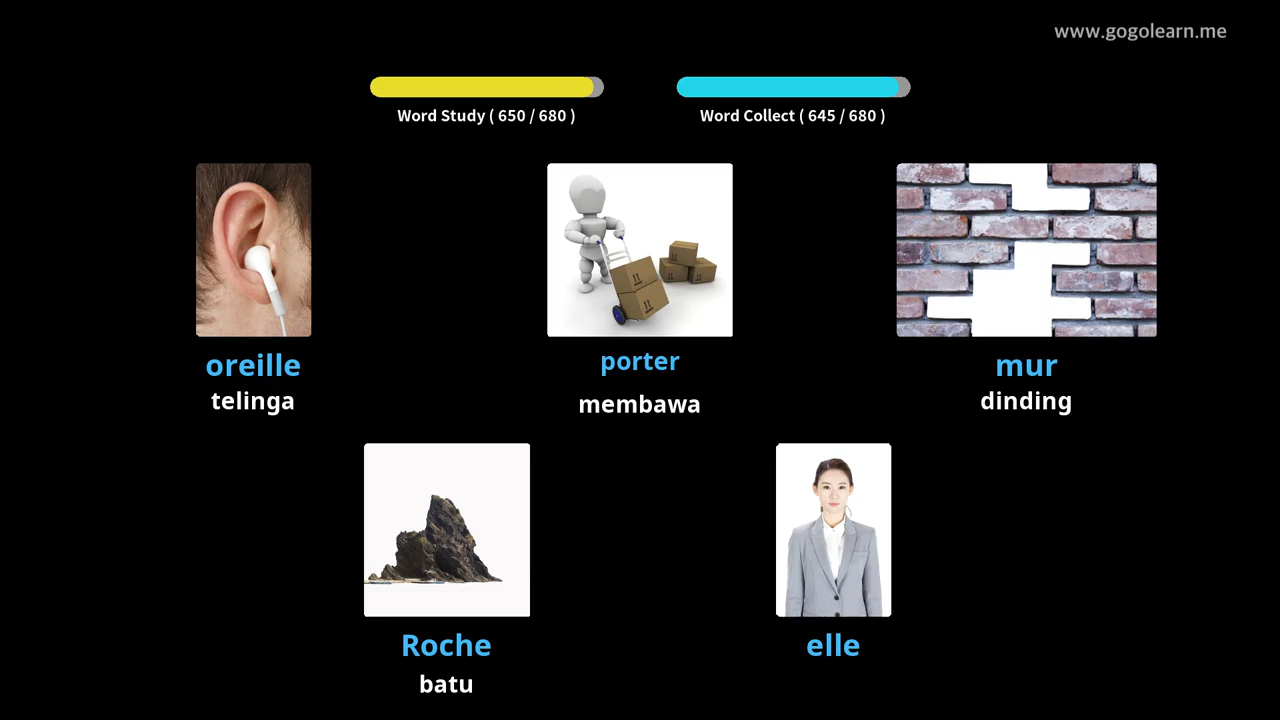 www.gogolearn.me
Word Study ( 650 / 680 )
Word Collect ( 645 / 680 )
oreille
telinga
porter
membawa
mur
dinding
Roche
batu
elle